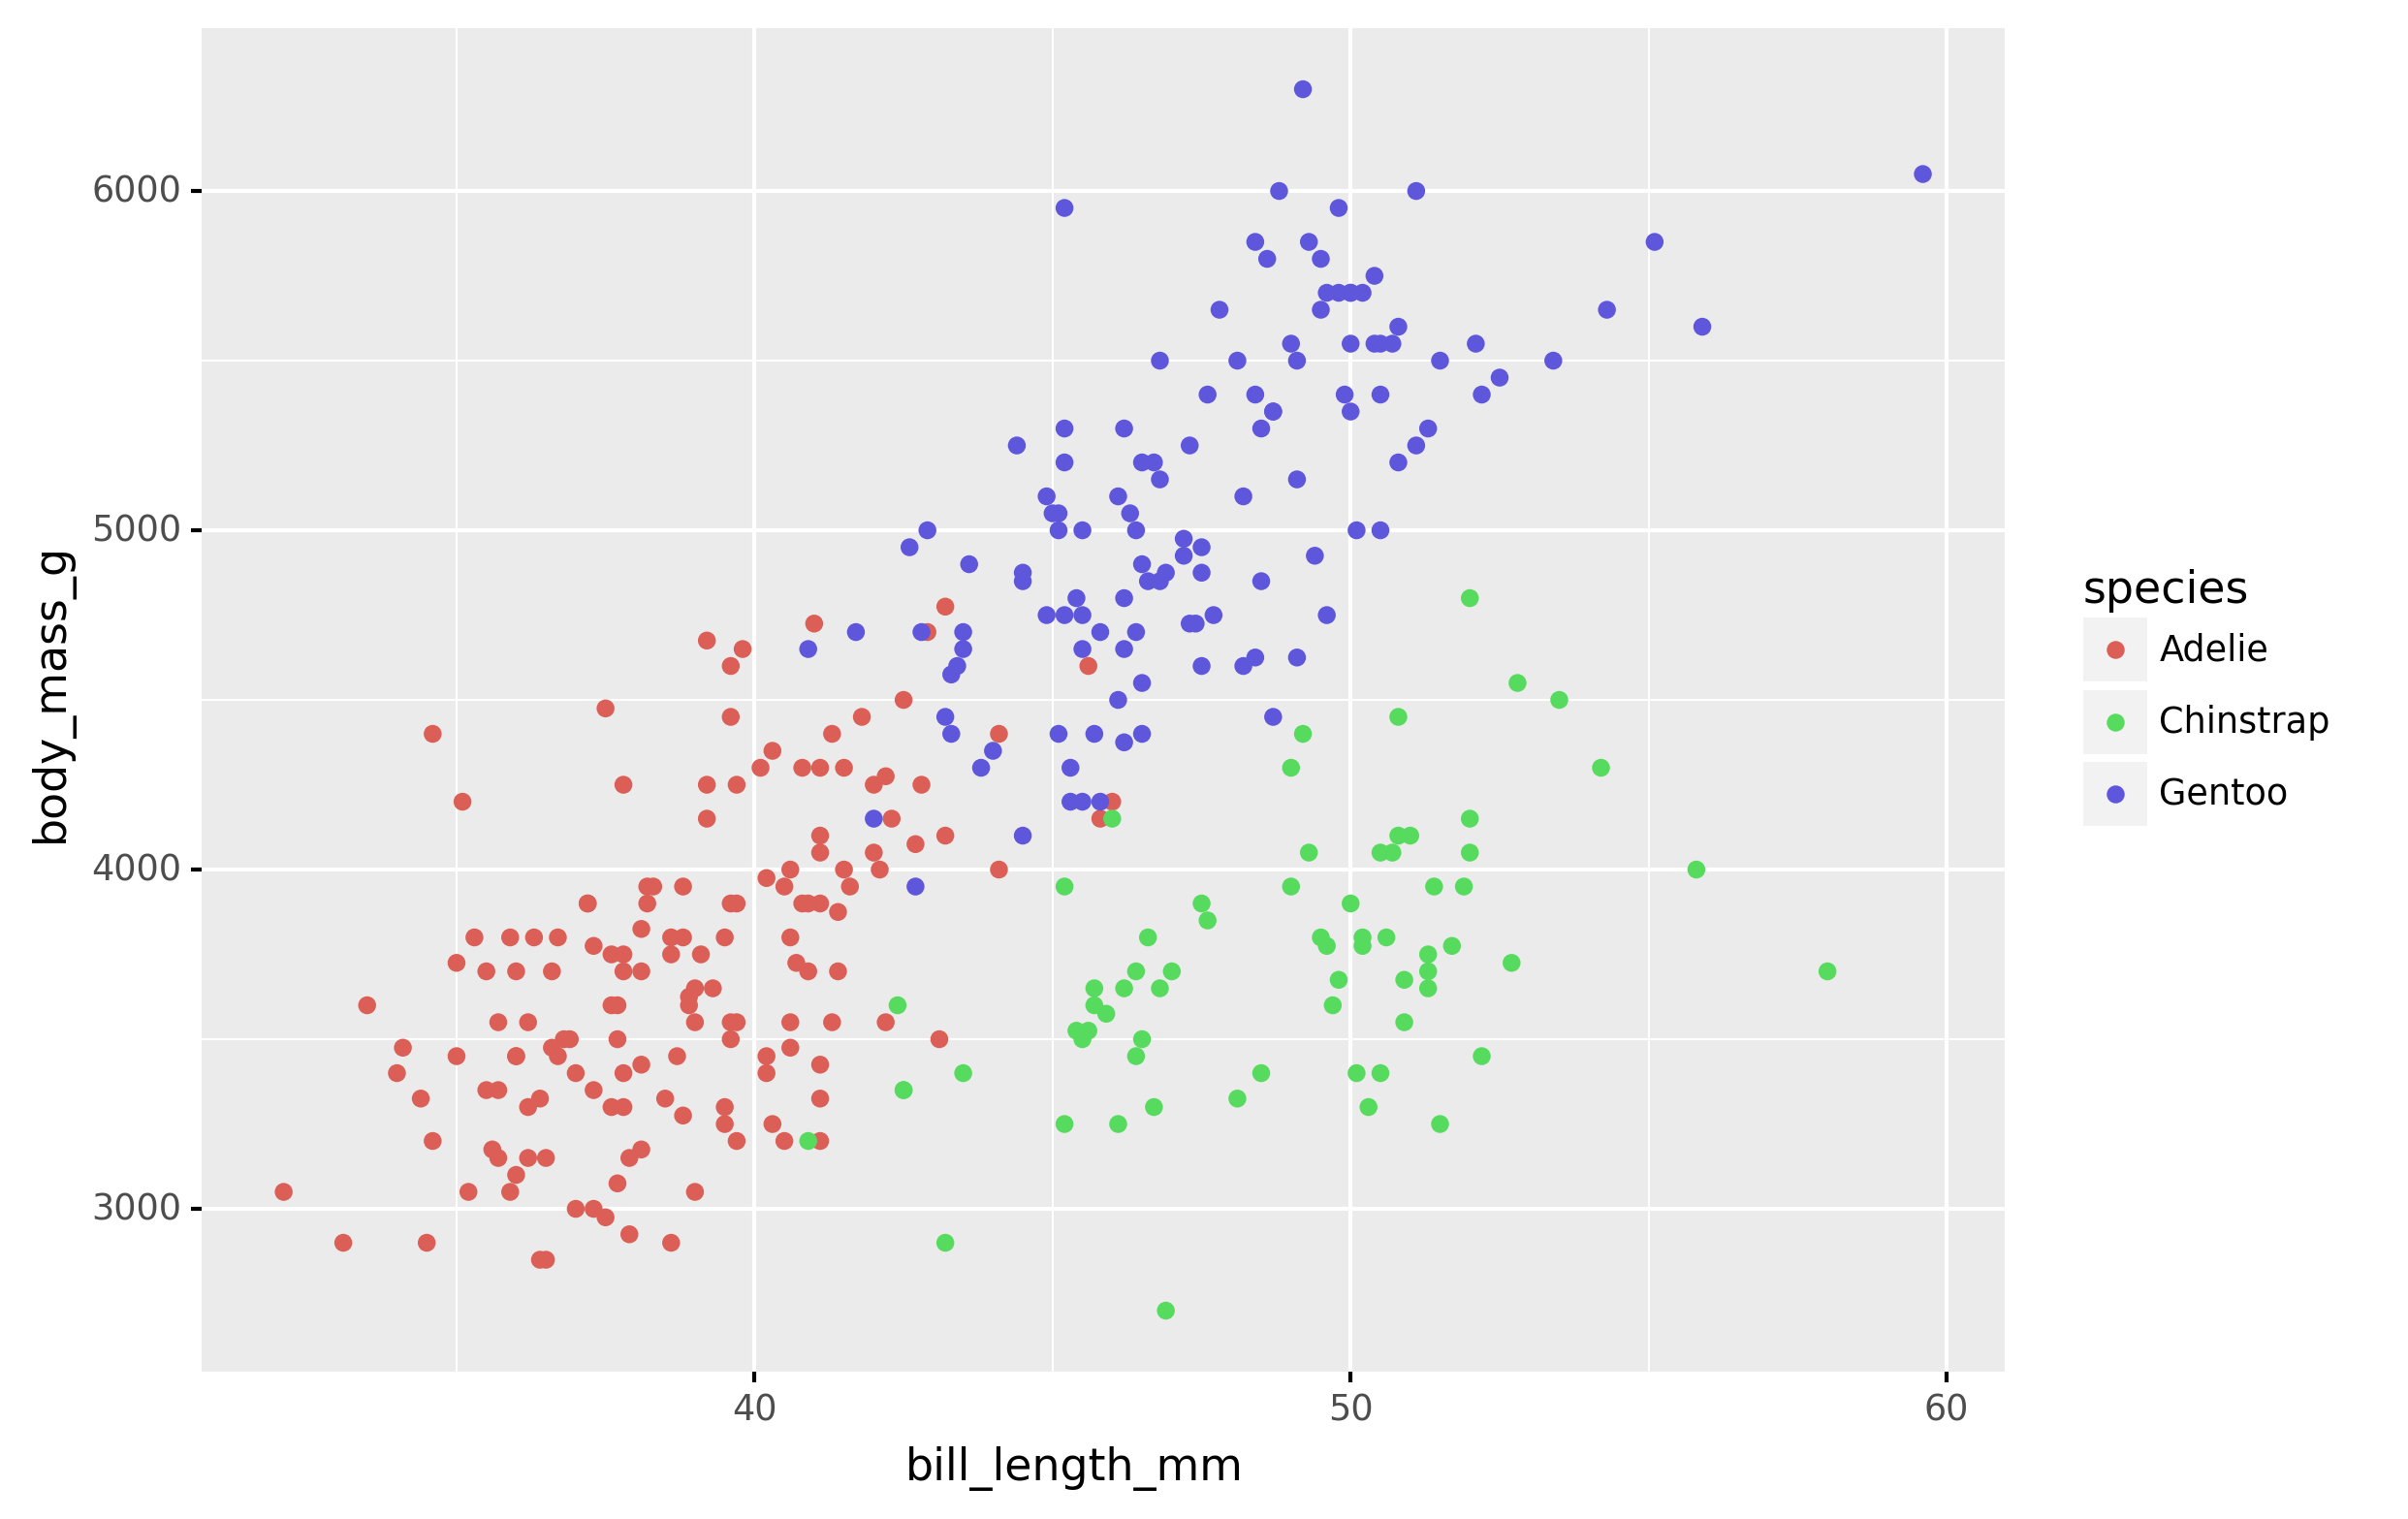 6000
5000
4000
3000
40
50
60
bill_length_mm
body_mass_g
species
Adelie
Chinstrap
Gentoo